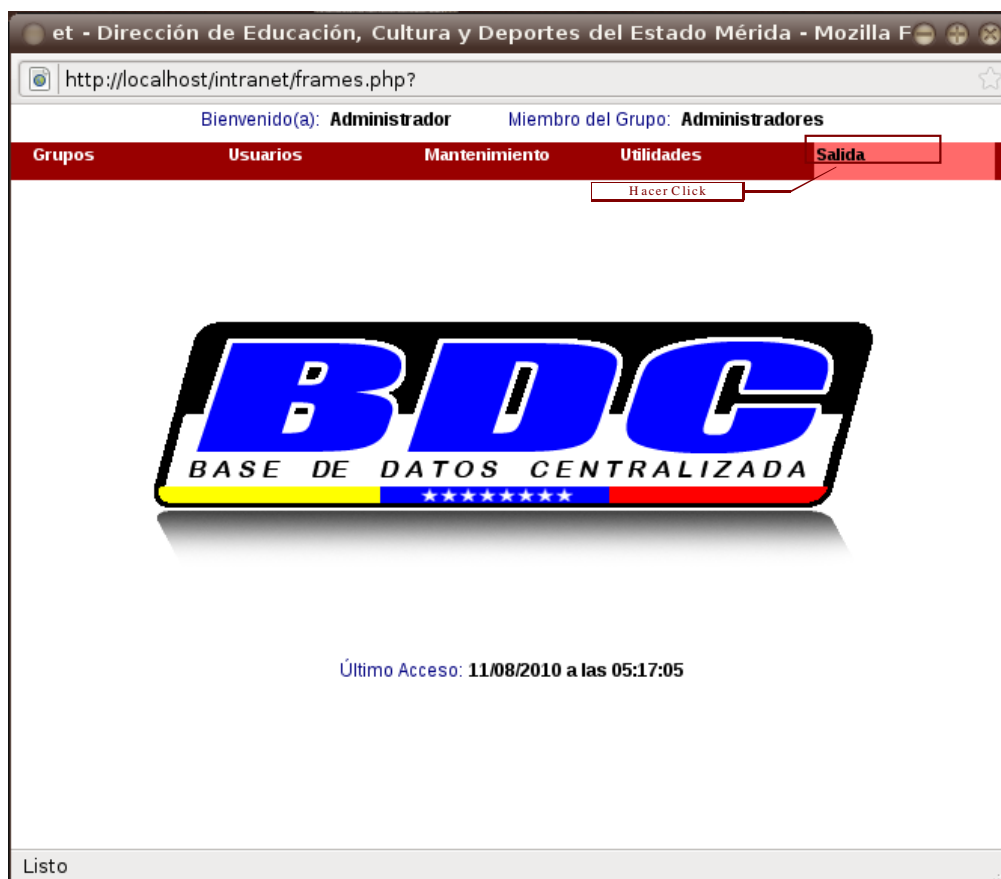 et - Dirección de Educación, Cultura y Deportes del Estado Mérida - Mozilla F
http://localhost/intranet/frames.php?
Bienvenido(a): Administrador Miembro del Grupo: Administradores
Grupos Usuarios Mantenimiento Utilidades Salida
Hacer Click
BDC
BASE DE DATOS CENTRALIZADA
Último Acceso: 11/08/2010 a las 05:17:05
Listo